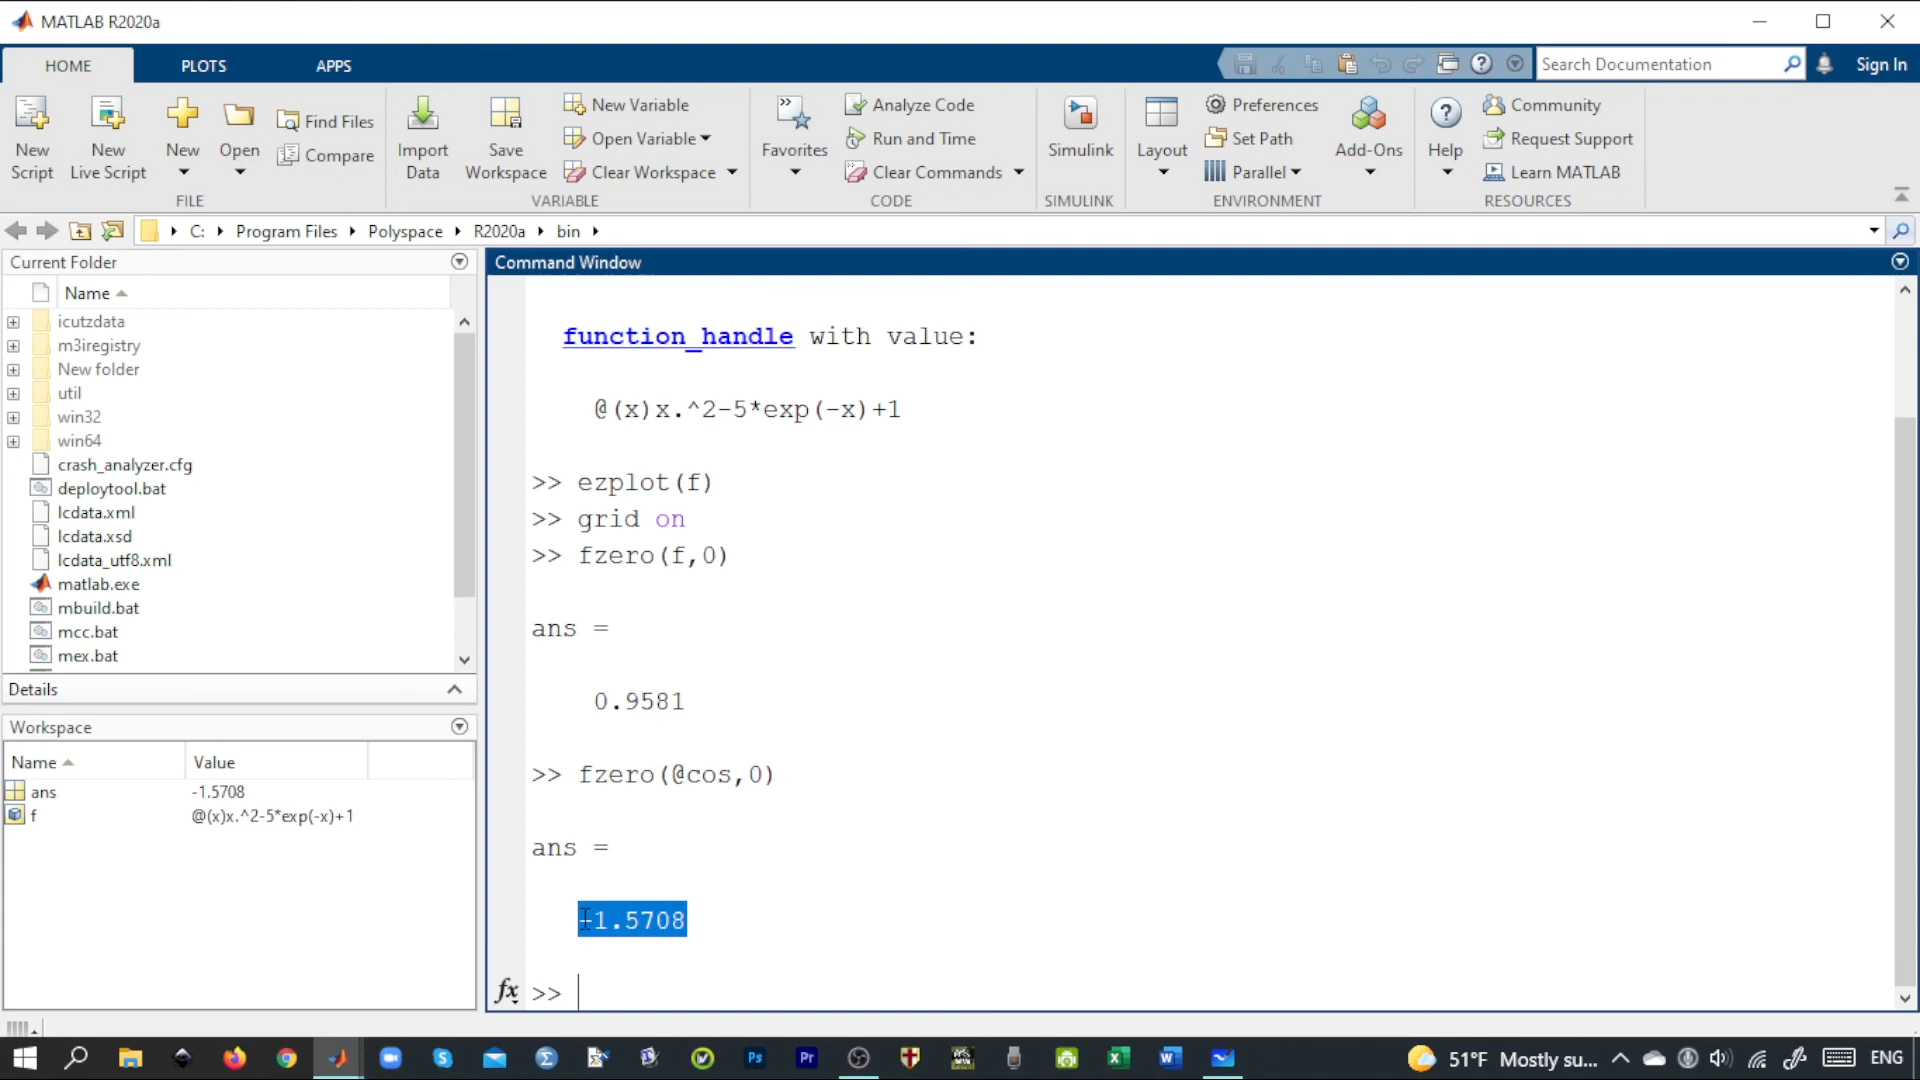 MATLAB R2020a
HOME PLOTS APPS
Search Documentation
Sign In
New Script
New Live Script
New
Open
Find Files
Compare
FILE
Import Data
Save Workspace
New Variable
Open Variable
Clear Workspace
VARIABLE
Favorites
Analyze Code
Run and Time
Clear Commands
CODE
Simulink
SIMULINK
Layout
Preferences
Set Path
Parallel
Add-Ons
ENVIRONMENT
Help
Community
Request Support
Learn MATLAB
RESOURCES
C: Program Files Polyspace R2020a bin
Current Folder
Name
icutzdata
m3iregistry
New folder
util
win32
win64
crash_analyzer.cfg
deploytool.bat
lcdata.xml
lcdata.xsd
lcdata_utf8.xml
matlab.exe
mbuild.bat
mcc.bat
mex.bat
Details
Workspace
Name Value
ans -1.5708
f @(x)x.^2-5*exp(-x)+1
Command Window
function_handle with value:
@(x)x.^2-5*exp(-x)+1
>> ezplot(f)
>> grid on
>> fzero(f,0)
ans =
0.9581
>> fzero(@cos,0)
ans =
-1.5708
fx >>
Ps Pr
51°F Mostly su...
ENG